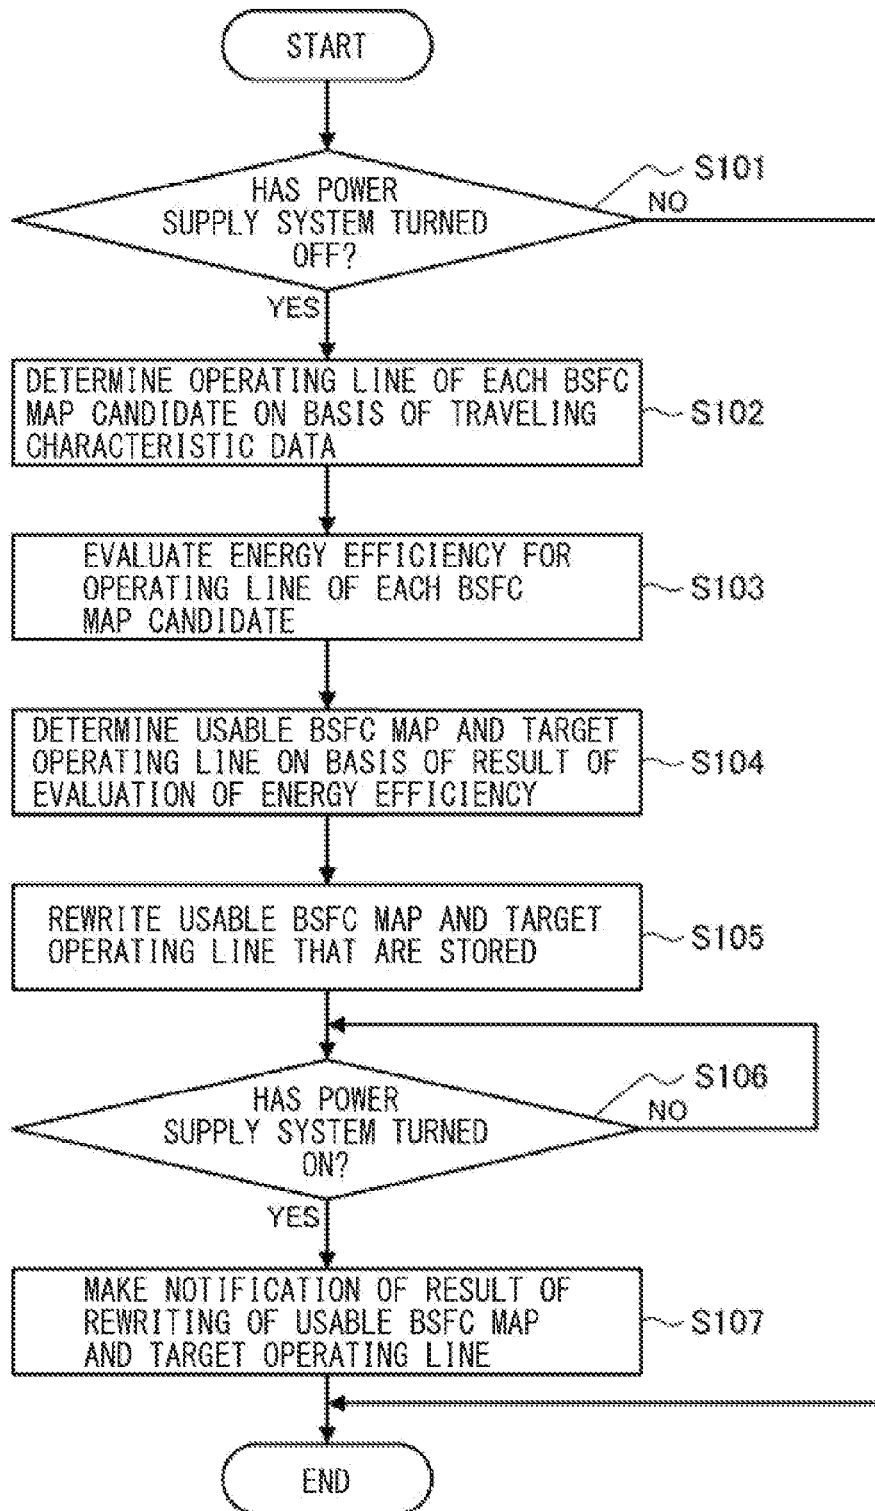 START
HAS POWER
SUPPLY SYSTEM TURNED
OFF?
S101
NO
YES
DETERMINE OPERATING LINE OF EACH BSFC
MAP CANDIDATE ON BASIS OF TRAVELING
CHARACTERISTIC DATA
S102
EVALUATE ENERGY EFFICIENCY FOR
OPERATING LINE OF EACH BSFC
MAP CANDIDATE
S103
DETERMINE USABLE BSFC MAP AND TARGET
OPERATING LINE ON BASIS OF RESULT OF
EVALUATION OF ENERGY EFFICIENCY
S104
REWRITE USABLE BSFC MAP AND TARGET
OPERATING LINE THAT ARE STORED
S105
HAS POWER
SUPPLY SYSTEM TURNED
ON?
S106
NO
YES
MAKE NOTIFICATION OF RESULT OF
REWRITING OF USABLE BSFC MAP
AND TARGET OPERATING LINE
S107
END